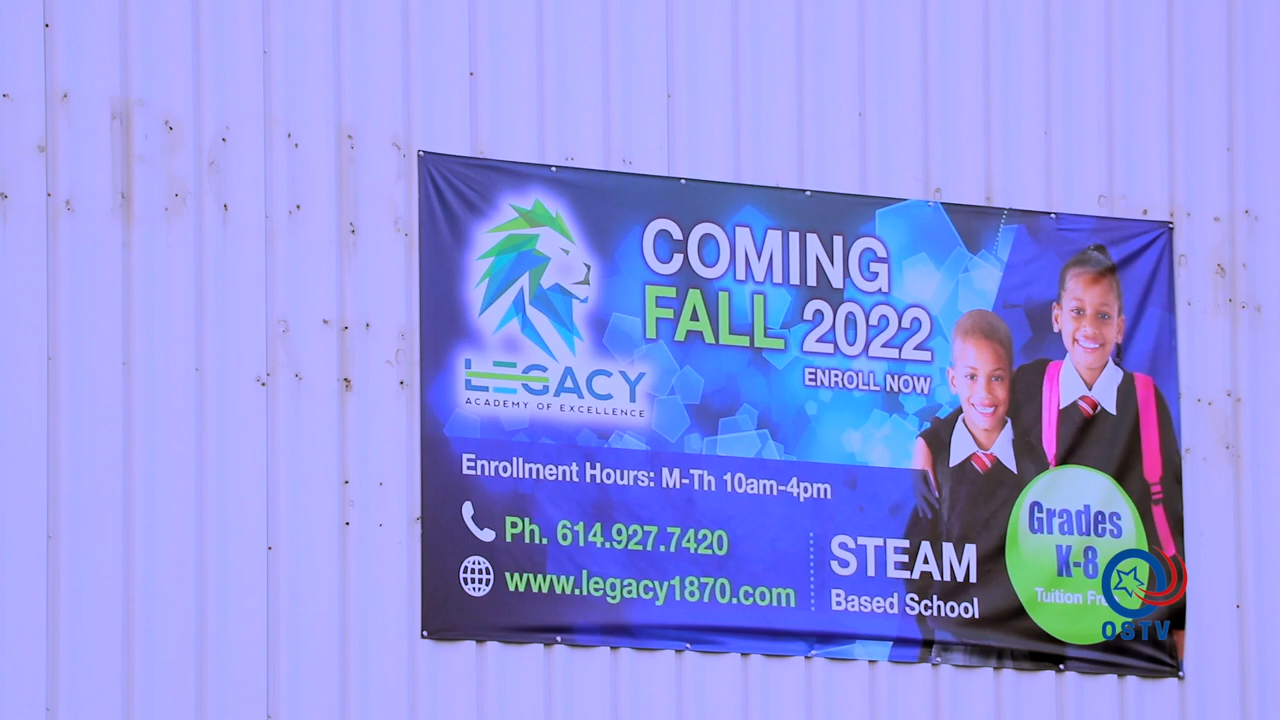 COMING
FALL 2022
ENROLL NOW
LEGACY
ACADEMY OF EXCELLENCE
Enrollment Hours: M-Th 10am-4pm
Ph. 614.927.7420
www.legacy1870.com
STEAM
Based School
Grades
K-8
Tuition
OSTV